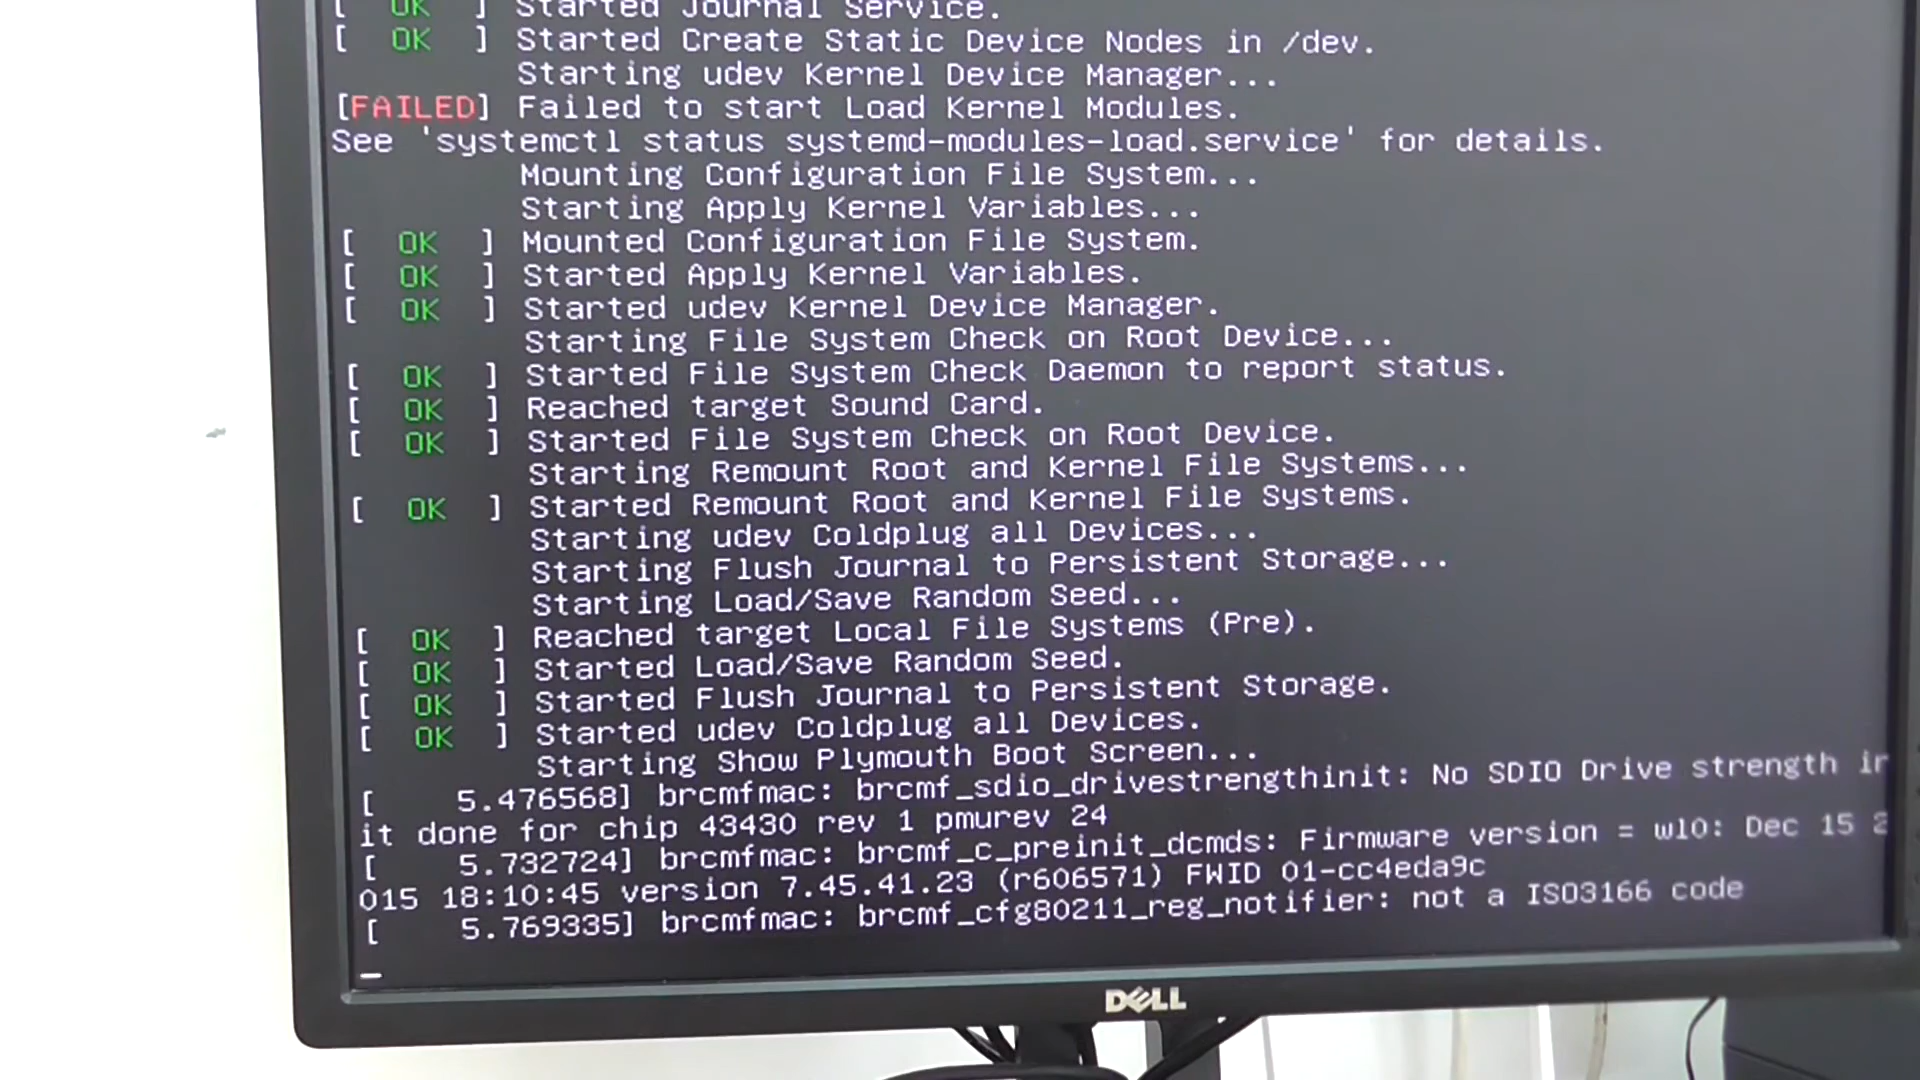 [  OK  ] Started Journal Service.
[  OK  ] Started Create Static Device Nodes in /dev.
Starting udev Kernel Device Manager...
[FAILED] Failed to start Load Kernel Modules.
See 'systemctl status systemd-modules-load.service' for details.
Mounting Configuration File System...
Starting Apply Kernel Variables...
[  OK  ] Mounted Configuration File System.
[  OK  ] Started Apply Kernel Variables.
[  OK  ] Started udev Kernel Device Manager.
Starting File System Check on Root Device...
[  OK  ] Started File System Check Daemon to report status.
[  OK  ] Reached target Sound Card.
[  OK  ] Started File System Check on Root Device.
Starting Remount Root and Kernel File Systems...
[  OK  ] Started Remount Root and Kernel File Systems.
Starting udev Coldplug all Devices...
Starting Flush Journal to Persistent Storage...
Starting Load/Save Random Seed...
[  OK  ] Reached target Local File Systems (Pre).
[  OK  ] Started Load/Save Random Seed.
[  OK  ] Started Flush Journal to Persistent Storage.
[  OK  ] Started udev Coldplug all Devices.
Starting Show Plymouth Boot Screen...
[    5.476568] brcmfmac: brcmf_sdio_drivestrengthinit: No SDIO Drive strength in
it done for chip 43430 rev 1 pmurev 24
[    5.732724] brcmfmac: brcmf_c_preinit_dcmds: Firmware version = wl0: Dec 15 2
015 18:10:45 version 7.45.41.23 (r606571) FWID 01-cc4eda9c
[    5.769335] brcmfmac: brcmf_cfg80211_reg_notifier: not a ISO3166 code
DELL